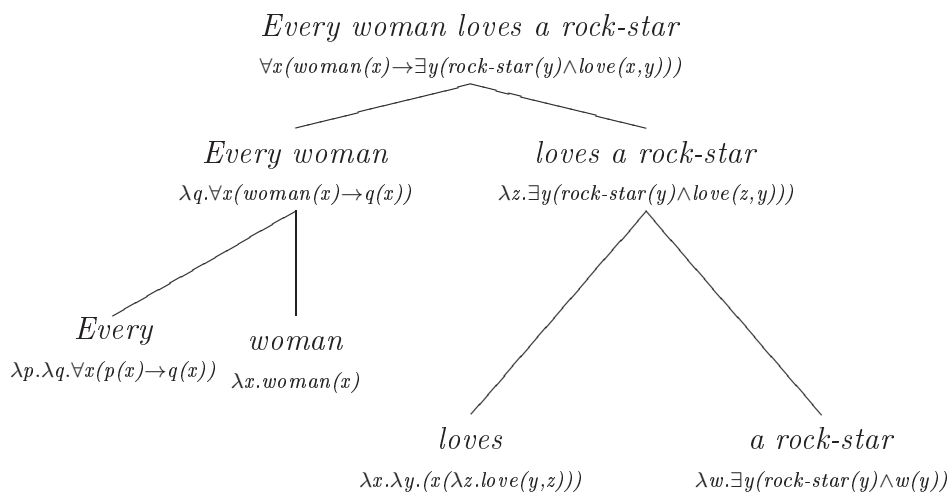 Every woman loves a rock-star
∀x(woman(x)→∃y(rock-star(y)∧love(x,y)))
Every woman
λq.∀x(woman(x)→q(x))
loves a rock-star
λz.∃y(rock-star(y)∧love(z,y)))
Every
λp.λq.∀x(p(x)→q(x))
woman
λx.woman(x)
loves
λx.λy.(x(λz.love(y,z)))
a rock-star
λw.∃y(rock-star(y)∧w(y))